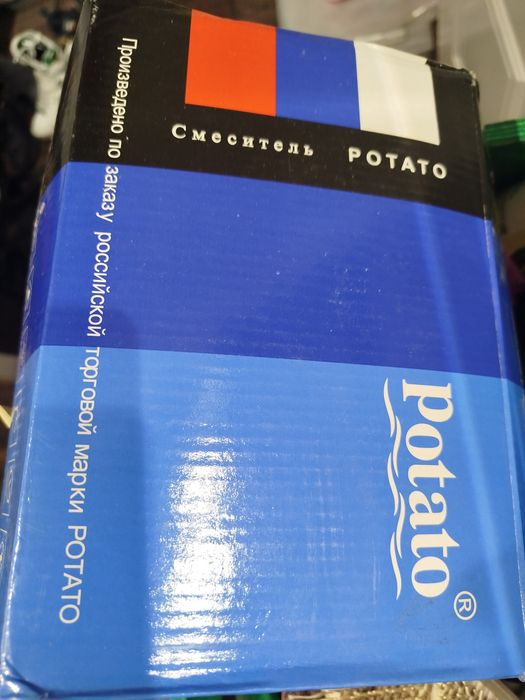 Смеситель POTATO
Произведено по заказу российской торговой марки POTATO
potato®